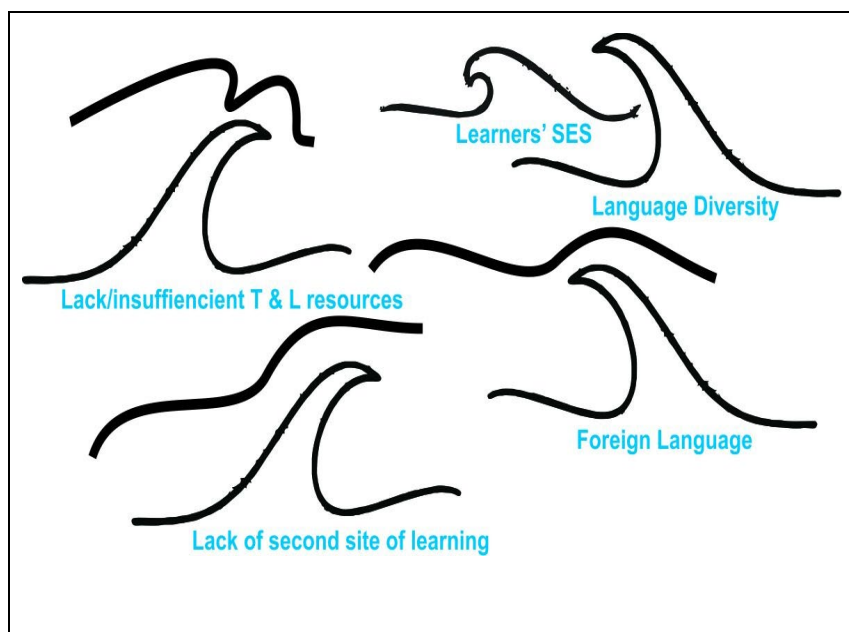 Learners’ SES
Language Diversity
Lack/insuffiencient T & L resources
Foreign Language
Lack of second site of learning